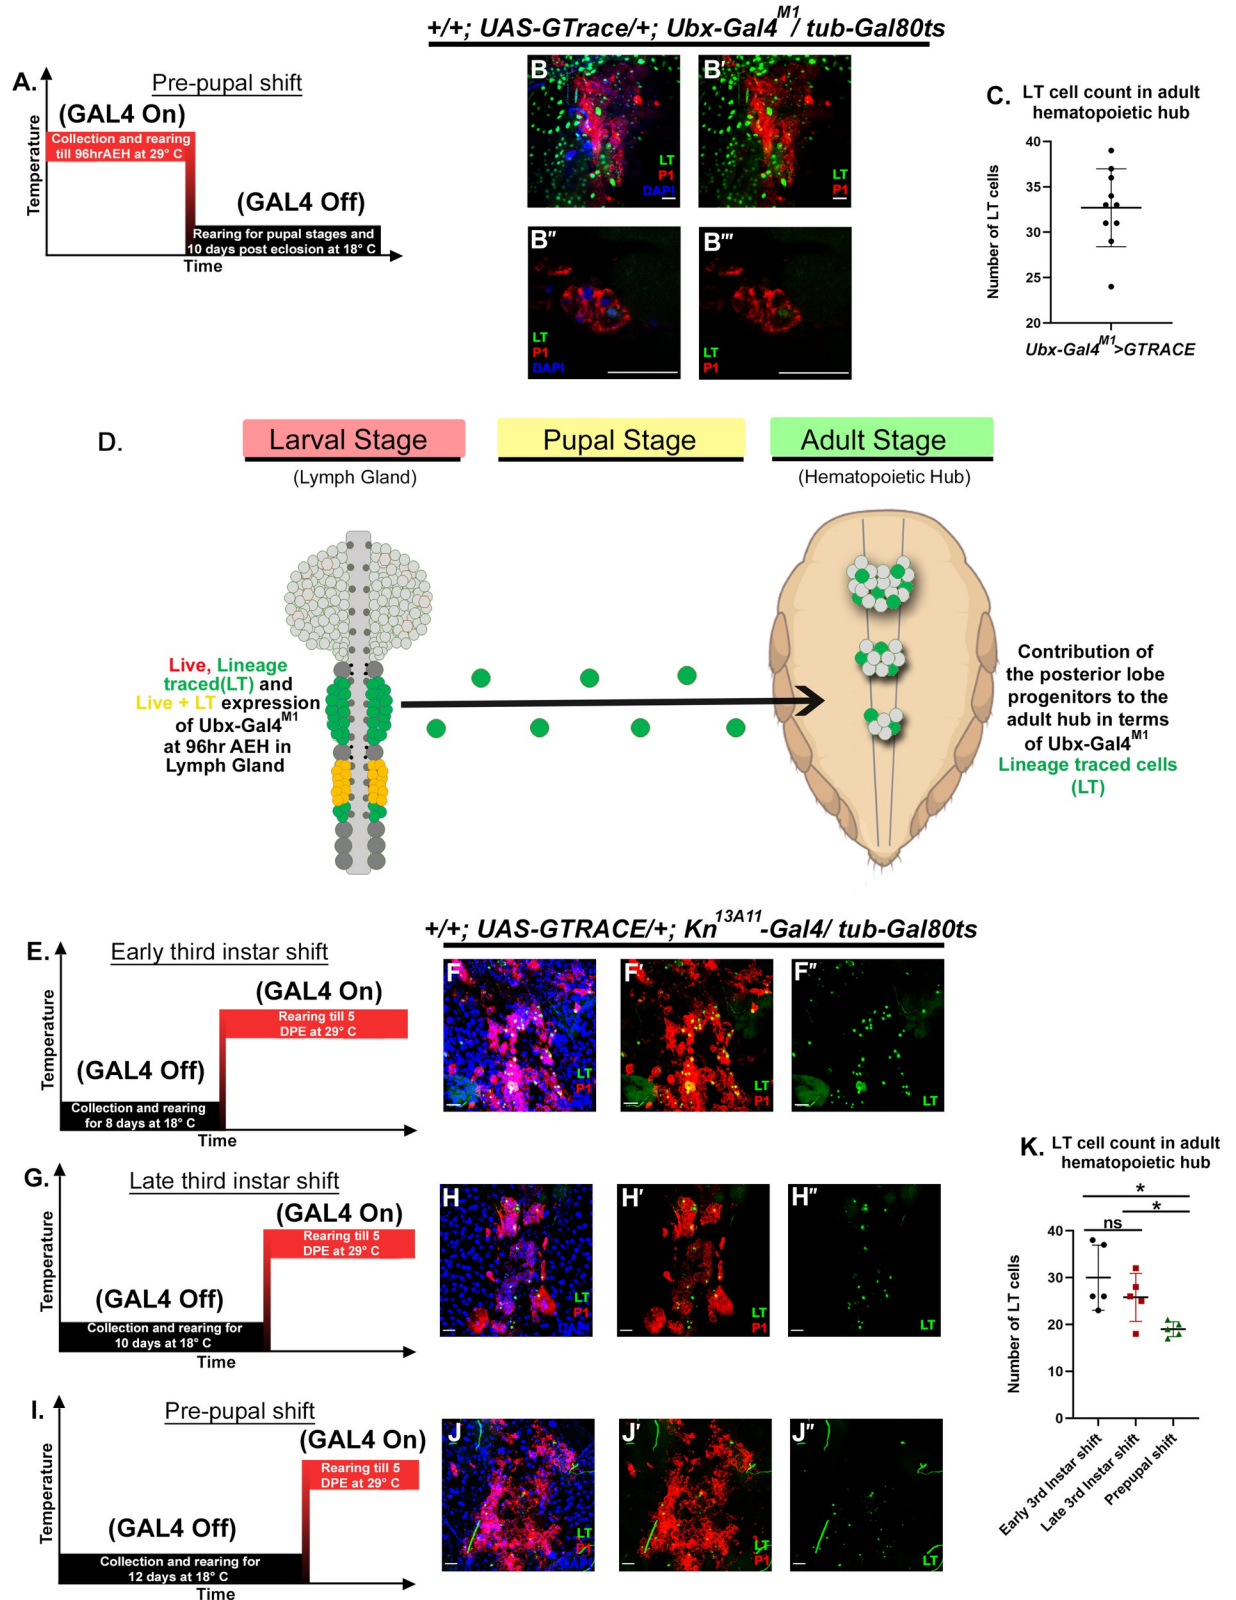 +/+; UAS-GTrace/+; Ubx-Gal4M1/ tub-Gal80ts
A.
Pre-pupal shift
(GAL4 On)
Collection and rearing
till 96hrAEH at 29° C
(GAL4 Off)
Rearing for pupal stages and
10 days post eclosion at 18° C
Temperature
Time
B
LT
P1
DAPI
B'
LT
P1
B''
LT
P1
DAPI
B'''
LT
P1
C.
LT cell count in adult
hematopoietic hub
Number of LT cells
40
35
30
25
20
Ubx-Gal4M1>GTRACE
D.
Larval Stage
(Lymph Gland)
Pupal Stage
Adult Stage
(Hematopoietic Hub)
Live, Lineage
traced(LT) and
Live + LT expression
of Ubx-Gal4M1
at 96hr AEH in
Lymph Gland
Contribution of
the posterior lobe
progenitors to the
adult hub in terms
of Ubx-Gal4M1
Lineage traced cells
(LT)
+/+; UAS-GTRACE/+; Kn13A11-Gal4/ tub-Gal80ts
E.
Early third instar shift
(GAL4 On)
Rearing till 5
DPE at 29° C
(GAL4 Off)
Collection and rearing
for 8 days at 18° C
Temperature
Time
F
LT
P1
F'
LT
P1
F''
LT
G.
Late third instar shift
(GAL4 On)
Rearing till 5
DPE at 29° C
(GAL4 Off)
Collection and rearing for
10 days at 18° C
Temperature
Time
H
LT
P1
DAPI
H'
LT
P1
H''
LT
I.
Pre-pupal shift
(GAL4 On)
Rearing till 5
DPE at 29° C
(GAL4 Off)
Collection and rearing for
12 days at 18° C
Temperature
Time
J
LT
P1
DAPI
J'
LT
P1
J''
LT
K.
LT cell count in adult
hematopoietic hub
*
*
ns
Number of LT cells
40
30
20
10
0
Early 3rd Instar shift
Late 3rd Instar shift
Prepupal shift